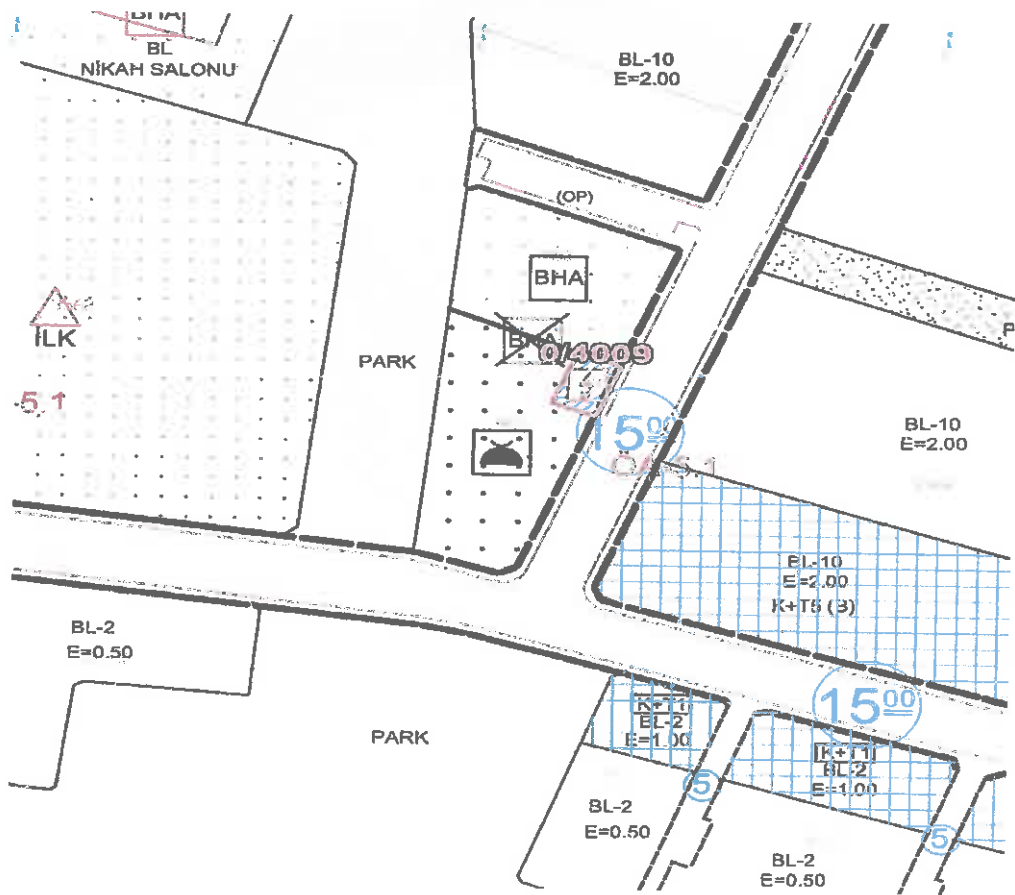 BHA
BL
NİKAH SALONU
BL-10
E=2.00
(OP)
BHA
BHA
0/4009
İLK
PARK
5.1
15⁰⁰
BL-10
E=2.00
BL-10
E=2.00
K+T5 (3)
BL-2
E=0.50
PARK
K+T1
BL-2
E=1.00
15⁰⁰
K+T1
BL-2
E=1.00
5
5
BL-2
E=0.50
BL-2
E=0.50